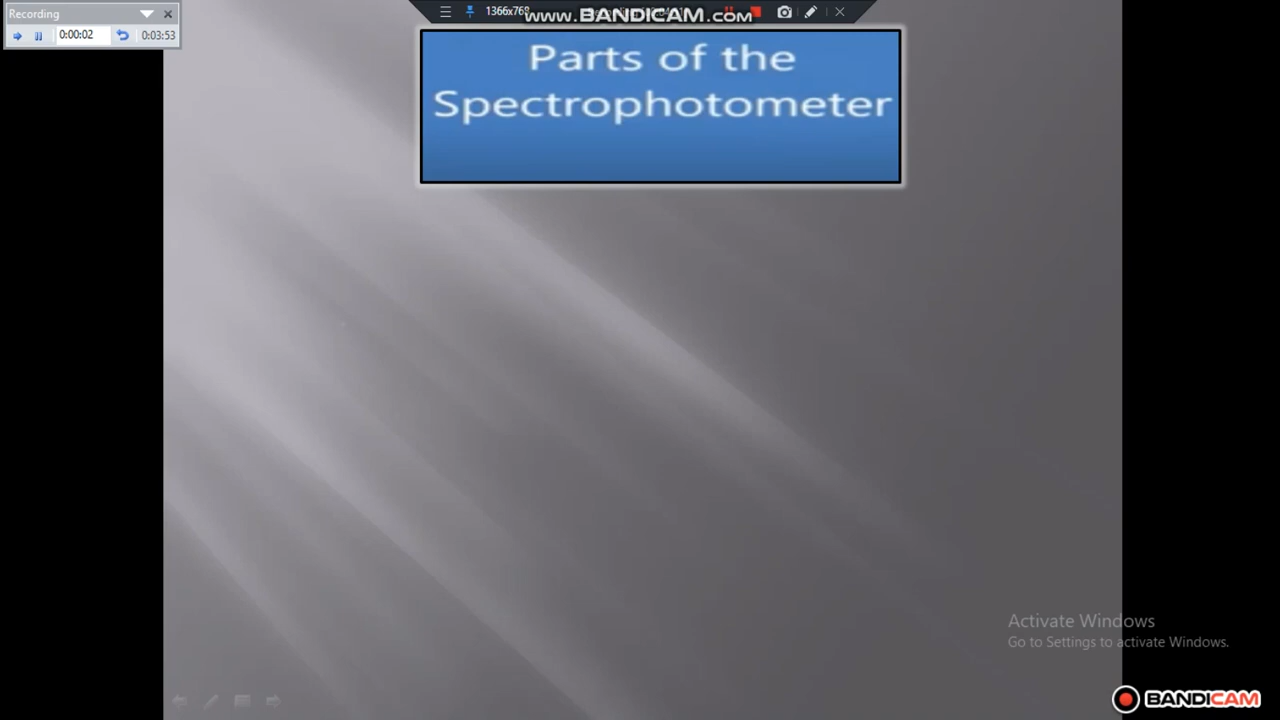 Recording
0:00:02
0:03:53
1366x768
www.BANDICAM.com
Parts of the
Spectrophotometer
Activate Windows
Go to Settings to activate Windows.
BANDICAM